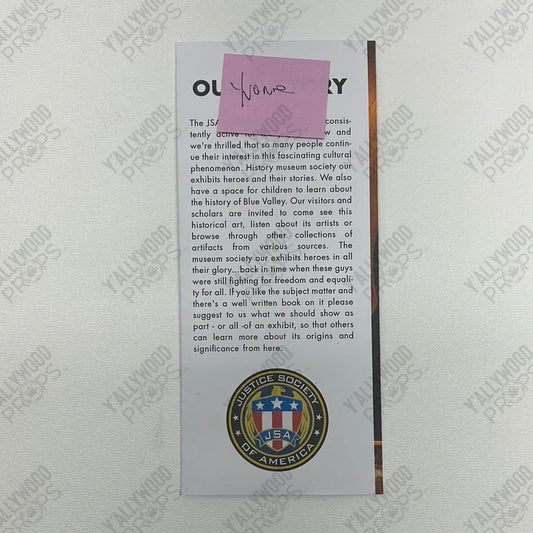 OU ORY
Yvonne
The JSA consis-
tently active and
we're thrilled that so many people contin-
ue their interest in this fascinating cultural
phenomenon. History museum society our
exhibits heroes and their stories. We also
have a space for children to learn about
the history of Blue Valley. Our visitors and
scholars are invited to come see this
historical art, listen about its artists or
browse through other collections of
artifacts from various sources. The
museum society our exhibits heroes in all
their glory...back in time when these guys
were still fighting for freedom and equali-
ty for all. If you like the subject matter and
there's a well written book on it please
suggest to us what we should show as
part - or all -of an exhibit, so that others
can learn more about its origins and
significance from here.
JUSTICE SOCIETY
JSA
OF AMERICA
Y'ALLYWOOD
PROPS